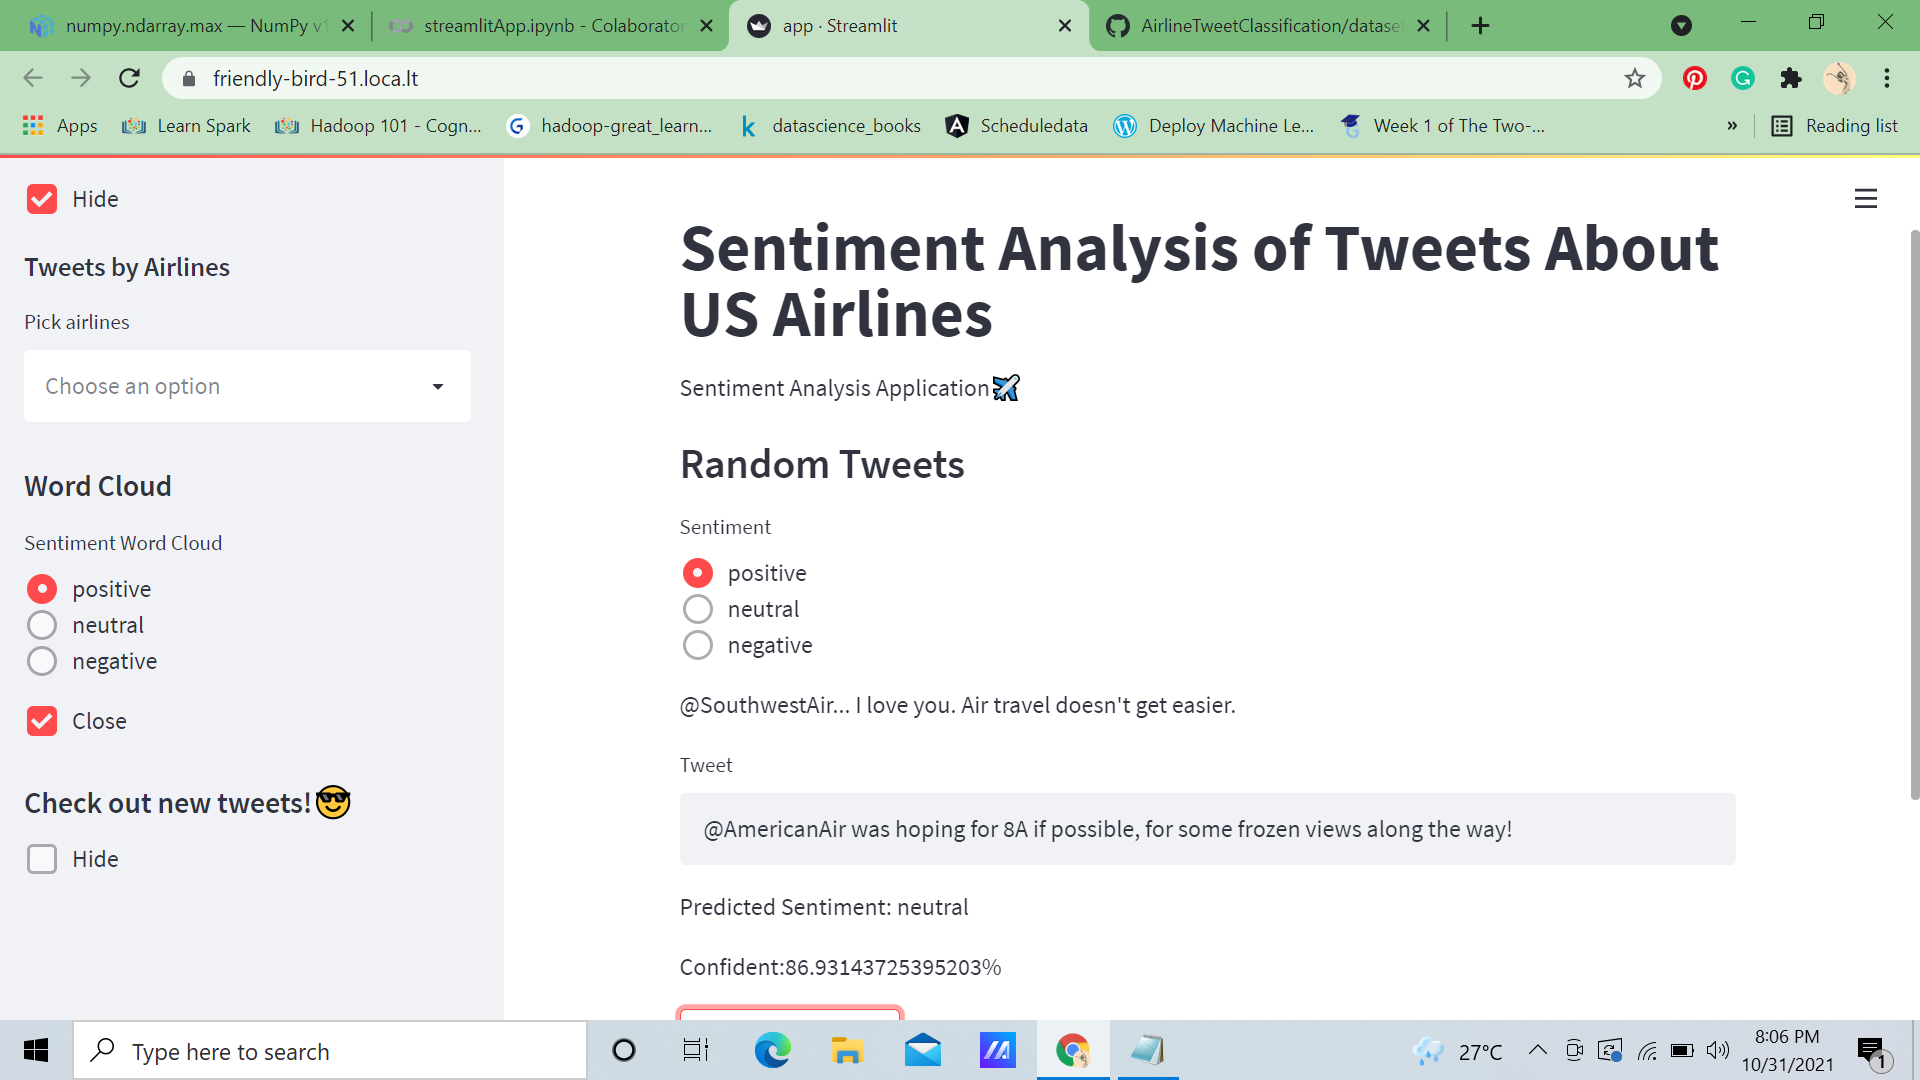 numpy.ndarray.max — NumPy v1
streamlitApp.ipynb - Colaborator
app · Streamlit
AirlineTweetClassification/dataset
friendly-bird-51.loca.lt
Apps
Learn Spark
Hadoop 101 - Cogn...
hadoop-great_learn...
datascience_books
Scheduledata
Deploy Machine Le...
Week 1 of The Two-...
»
Reading list
Hide
Tweets by Airlines
Pick airlines
Choose an option
Word Cloud
Sentiment Word Cloud
positive
neutral
negative
Close
Check out new tweets!😎
Hide
Sentiment Analysis of Tweets About
US Airlines
Sentiment Analysis Application✈️
Random Tweets
Sentiment
positive
neutral
negative
@SouthwestAir... I love you. Air travel doesn't get easier.
Tweet
@AmericanAir was hoping for 8A if possible, for some frozen views along the way!
Predicted Sentiment: neutral
Confident:86.93143725395203%
Type here to search
27°C
8:06 PM
10/31/2021
1